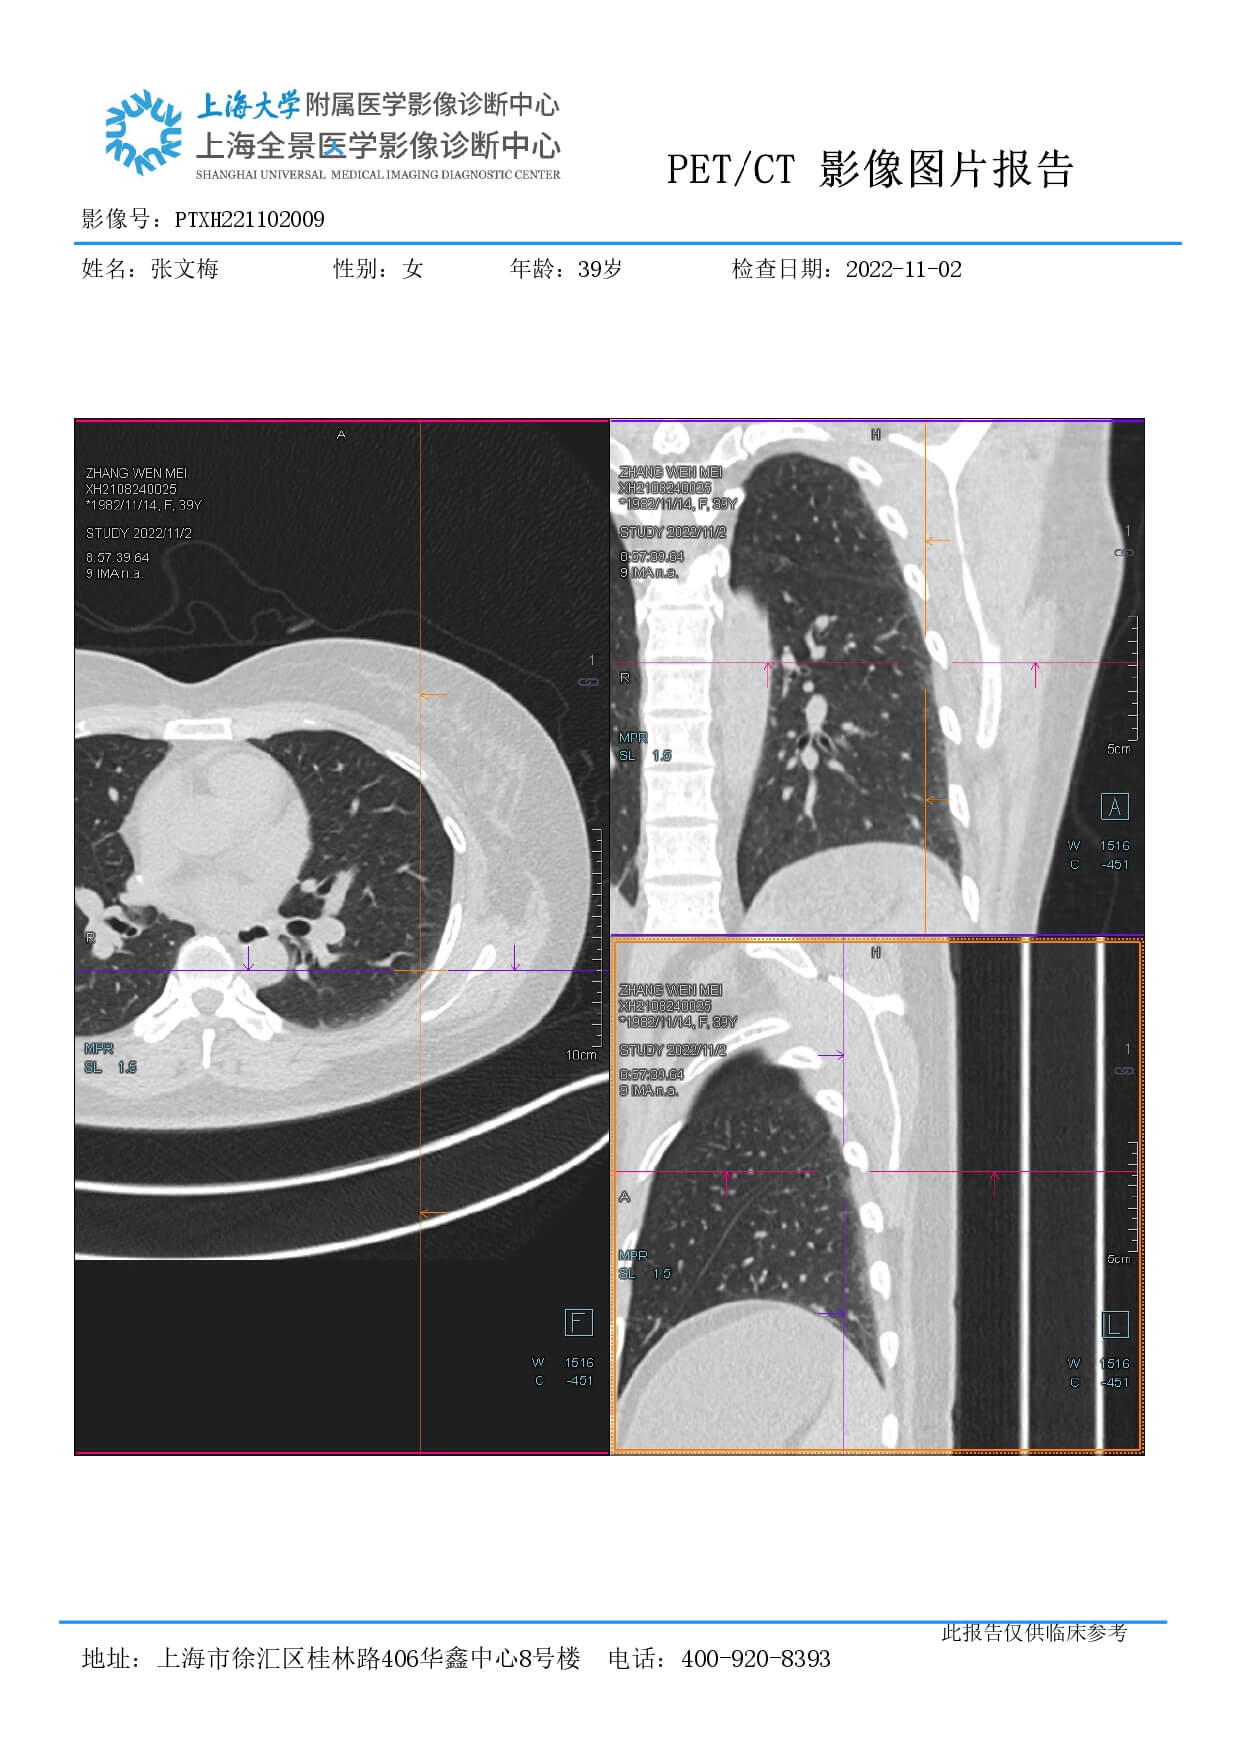 上海大学附属医学影像诊断中心
上海全景医学影像诊断中心
SHANGHAI UNIVERSAL MEDICAL IMAGING DIAGNOSTIC CENTER
PET/CT 影像图片报告
影像号：PTXH221102009
姓名：张文梅 性别：女 年龄：39岁 检查日期：2022-11-02
A
ZHANG WEN MEI
XH2108240025
*1982/11/14, F, 39Y
STUDY 2022/11/2
8:57:39.64
9 IMA n.a.
1
R
MPR
SL 1.5
10cm
F
W 1516
C -451
H
ZHANG WEN MEI
XH2108240025
*1982/11/14, F, 39Y
STUDY 2022/11/2
8:57:39.64
9 IMA n.a.
1
R
MPR
SL 1.5
5cm
A
W 1516
C -451
H
ZHANG WEN MEI
XH2108240025
*1982/11/14, F, 39Y
STUDY 2022/11/2
8:57:39.64
9 IMA n.a.
1
A
MPR
SL 1.5
5cm
L
W 1516
C -451
此报告仅供临床参考
地址：上海市徐汇区桂林路406华鑫中心8号楼 电话：400-920-8393